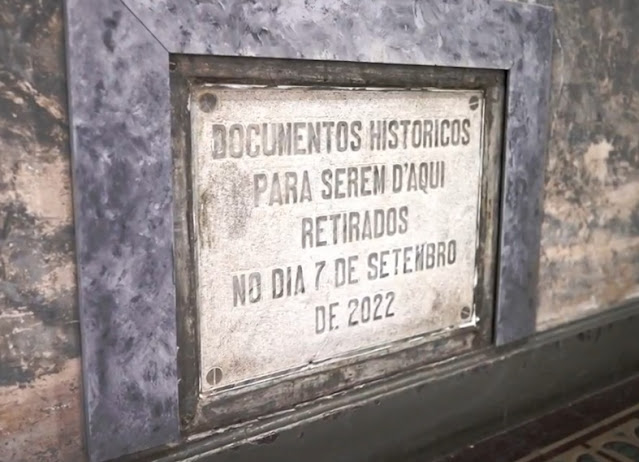 DOCUMENTOS HISTORICOS
PARA SEREM D'AQUI
RETIRADOS
NO DIA 7 DE SETEMBRO
DE 2022